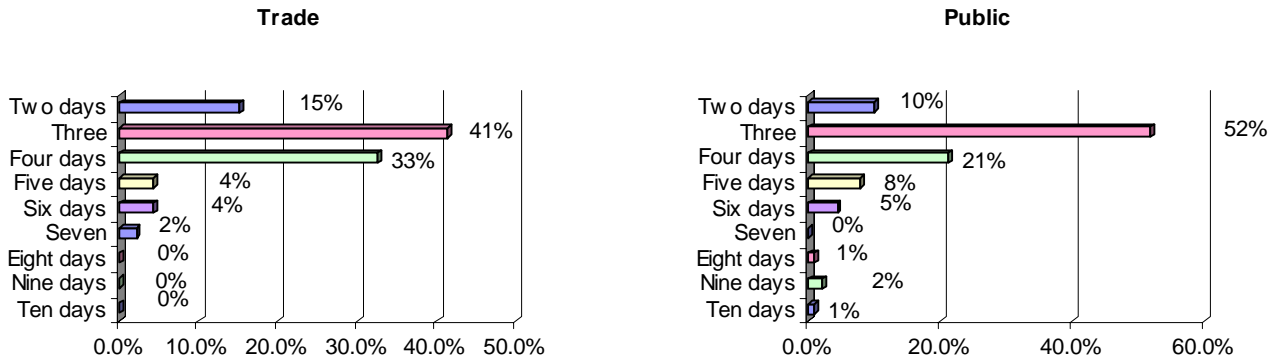 Trade
Two days 15%
Three 41%
Four days 33%
Five days 4%
Six days 4%
Seven 2%
Eight days 0%
Nine days 0%
Ten days 0%
0.0% 10.0% 20.0% 30.0% 40.0% 50.0%
Public
Two days 10%
Three 52%
Four days 21%
Five days 8%
Six days 5%
Seven 0%
Eight days 1%
Nine days 2%
Ten days 1%
0.0% 20.0% 40.0% 60.0%